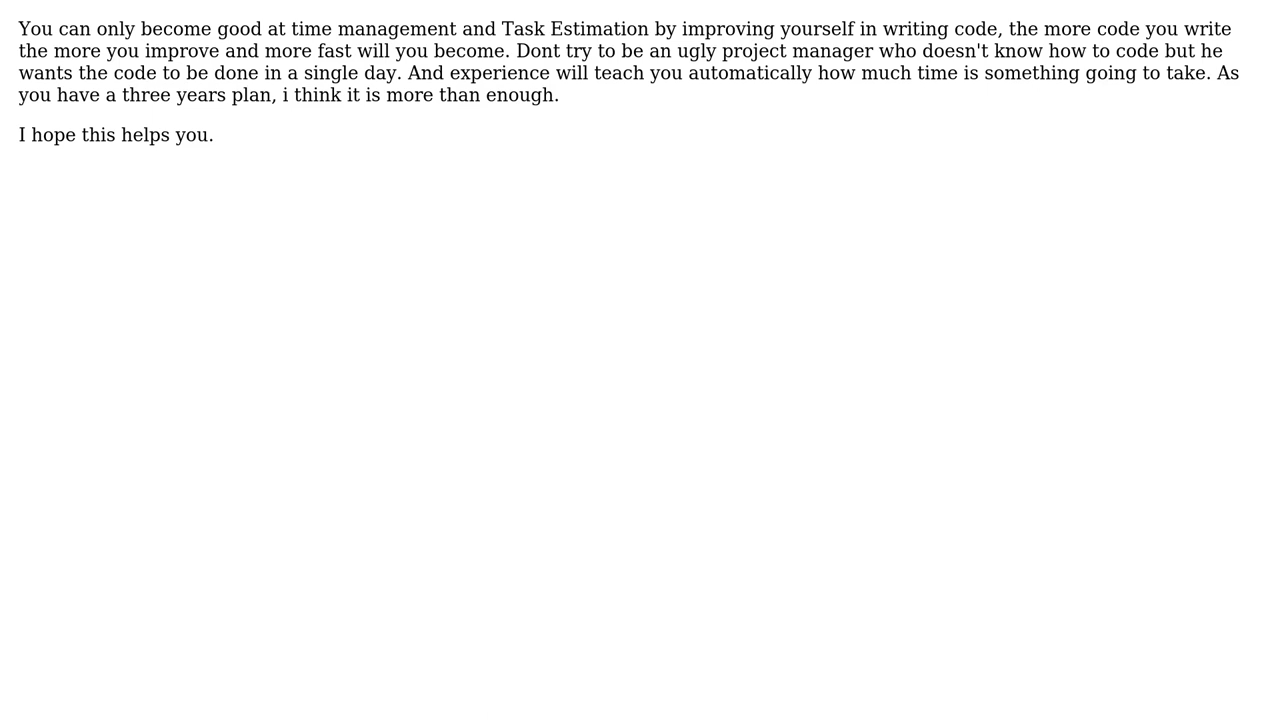 You can only become good at time management and Task Estimation by improving yourself in writing code, the more code you write
the more you improve and more fast will you become. Dont try to be an ugly project manager who doesn't know how to code but he
wants the code to be done in a single day. And experience will teach you automatically how much time is something going to take. As
you have a three years plan, i think it is more than enough.
I hope this helps you.